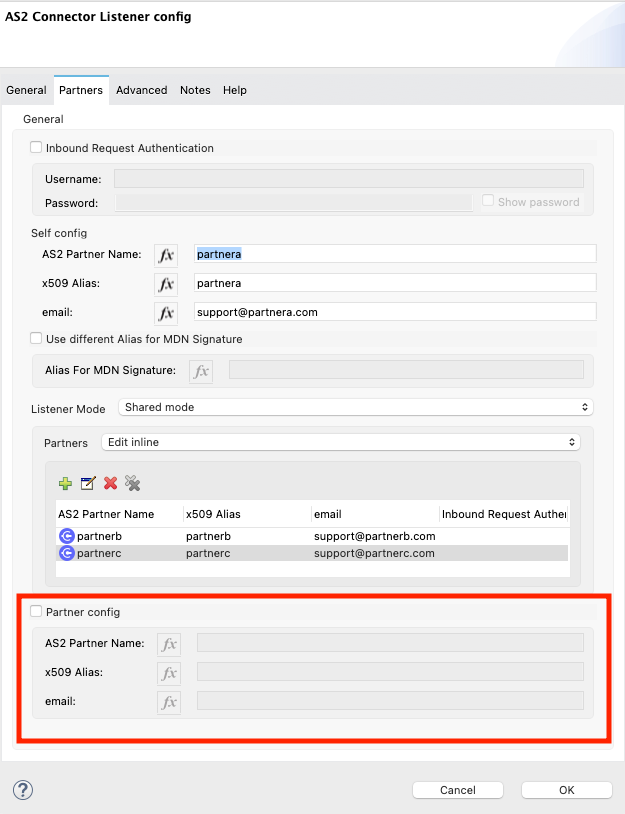 AS2 Connector Listener config
General Partners Advanced Notes Help
General
Inbound Request Authentication
Username:
Password: Show password
Self config
AS2 Partner Name: fx partnera
x509 Alias: fx partnera
email: fx support@partnera.com
Use different Alias for MDN Signature
Alias For MDN Signature: fx
Listener Mode Shared mode
Partners Edit inline
AS2 Partner Name x509 Alias email Inbound Request Auther
partnerb partnerb support@partnerb.com
partnerc partnerc support@partnerc.com
Partner config
AS2 Partner Name: fx
x509 Alias: fx
email: fx
? Cancel OK